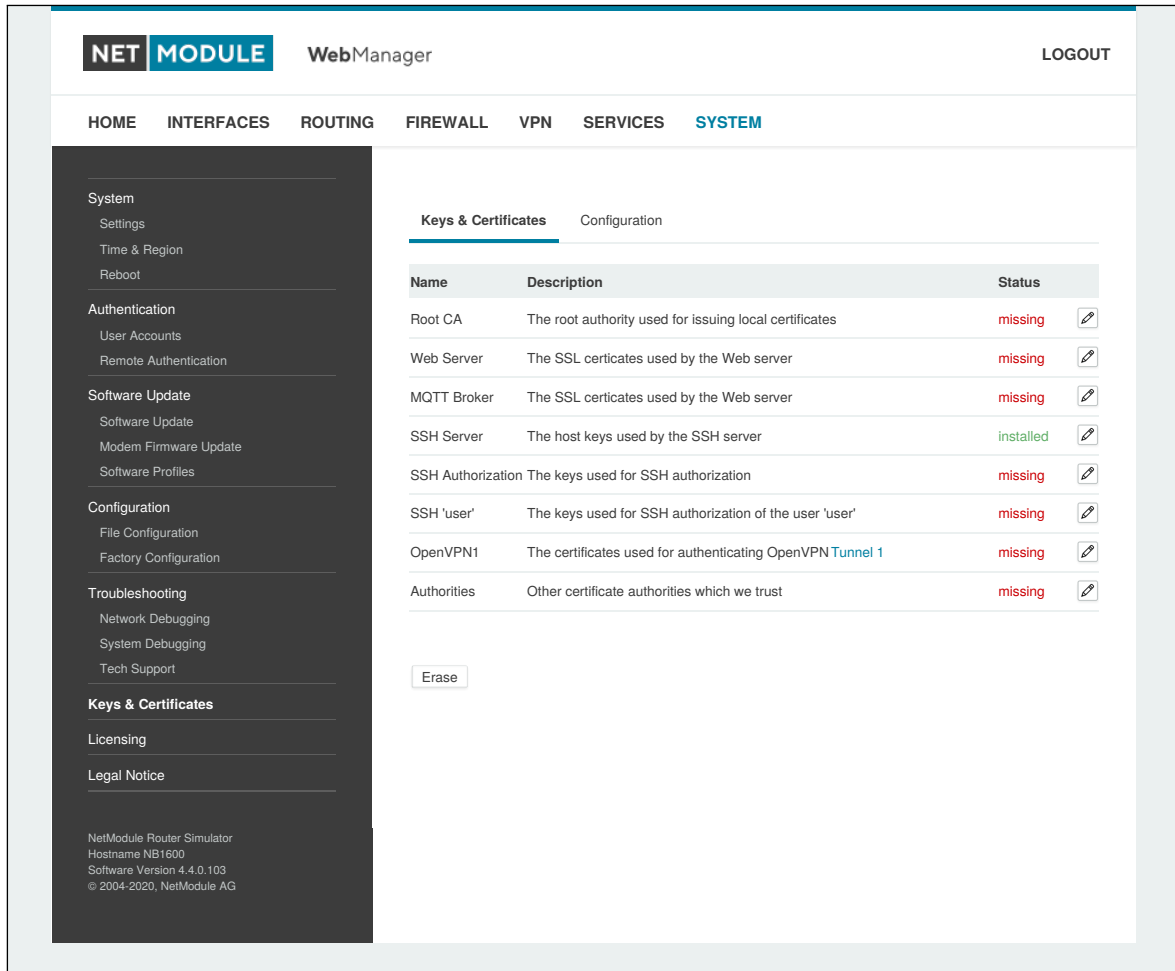 NET MODULE WebManager LOGOUT
HOME INTERFACES ROUTING FIREWALL VPN SERVICES SYSTEM
System
Settings
Time & Region
Reboot
Authentication
User Accounts
Remote Authentication
Software Update
Software Update
Modem Firmware Update
Software Profiles
Configuration
File Configuration
Factory Configuration
Troubleshooting
Network Debugging
System Debugging
Tech Support
Keys & Certificates
Licensing
Legal Notice
NetModule Router Simulator
Hostname NB1600
Software Version 4.4.0.103
© 2004-2020, NetModule AG
Keys & Certificates Configuration
Name Description Status
Root CA The root authority used for issuing local certificates missing
Web Server The SSL certicates used by the Web server missing
MQTT Broker The SSL certicates used by the Web server missing
SSH Server The host keys used by the SSH server installed
SSH Authorization The keys used for SSH authorization missing
SSH 'user' The keys used for SSH authorization of the user 'user' missing
OpenVPN1 The certificates used for authenticating OpenVPN Tunnel 1 missing
Authorities Other certificate authorities which we trust missing
Erase